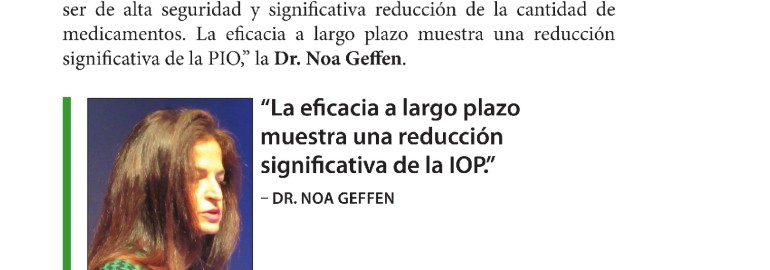 ser de alta seguridad y significativa reducción de la cantidad de
medicamentos. La eficacia a largo plazo muestra una reducción
significativa de la PIO,” la Dr. Noa Geffen.
“La eficacia a largo plazo
muestra una reducción
significativa de la IOP.”
– DR. NOA GEFFEN